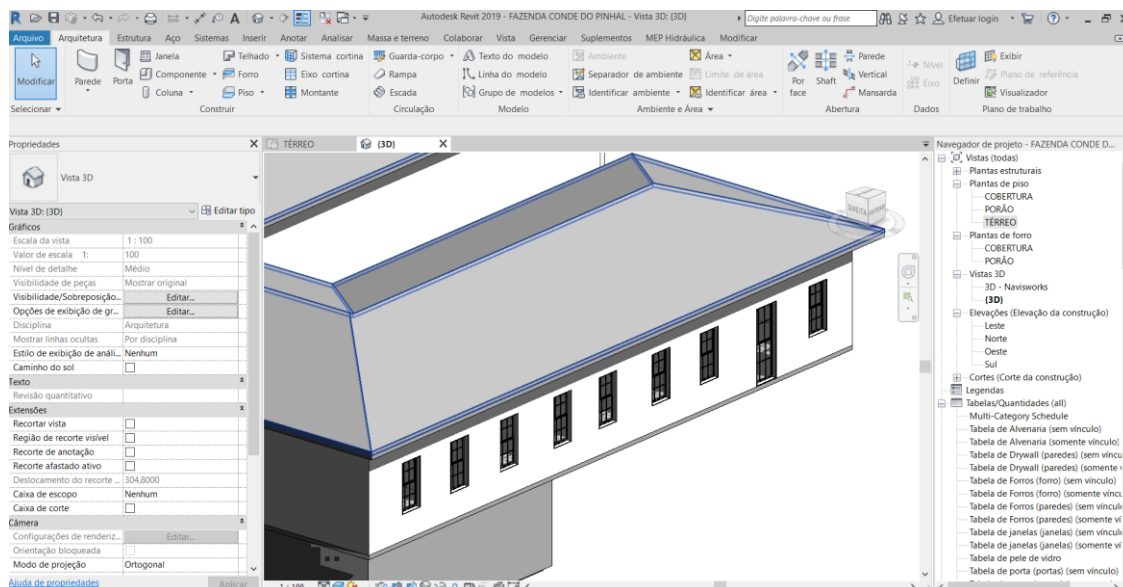 Autodesk Revit 2019 - FAZENDA CONDE DO PINHAL - Vista 3D: {3D}
Digite palavra-chave ou frase
Efetuar login
Arquivo Arquitetura Estrutura Aço Sistemas Inserir Anotar Analisar Massa e terreno Colaborar Vista Gerenciar Suplementos MEP Hidráulica Modificar
Modificar
Selecionar
Parede
Porta
Janela
Componente
Coluna
Telhado
Forro
Piso
Sistema cortina
Eixo cortina
Montante
Construir
Guarda-corpo
Rampa
Escada
Circulação
Texto do modelo
Linha do modelo
Grupo de modelos
Modelo
Ambiente
Separador de ambiente
Identificar ambiente
Área
Limite de área
Identificar área
Ambiente e Área
Por face
Shaft
Parede
Vertical
Mansarda
Abertura
Nível
Eixo
Dados
Definir
Exibir
Plano de referência
Visualizador
Plano de trabalho
Propriedades
Vista 3D
Vista 3D: {3D}
Editar tipo
Gráficos
Escala da vista 1 : 100
Valor de escala 1: 100
Nível de detalhe Médio
Visibilidade de peças Mostrar original
Visibilidade/Sobreposição... Editar...
Opções de exibição de gr... Editar...
Disciplina Arquitetura
Mostrar linhas ocultas Por disciplina
Estilo de exibição de análi... Nenhum
Caminho do sol
Texto
Revisão quantitativo
Extensões
Recortar vista
Região de recorte visível
Recorte de anotação
Recorte afastado ativo
Deslocamento do recorte ... 304,8000
Caixa de escopo Nenhum
Caixa de corte
Câmera
Configurações de renderiz... Editar...
Orientação bloqueada
Modo de projeção Ortogonal
Ajuda de propriedades
Aplicar
TÉRREO
{3D}
DIREITA
1 : 100
Navegador de projeto - FAZENDA CONDE D...
Vistas (todas)
Plantas estruturais
Plantas de piso
COBERTURA
PORÃO
TÉRREO
Plantas de forro
COBERTURA
PORÃO
Vistas 3D
3D - Navisworks
{3D}
Elevações (Elevação da construção)
Leste
Norte
Oeste
Sul
Cortes (Corte da construção)
Legendas
Tabelas/Quantidades (all)
Multi-Category Schedule
Tabela de Alvenaria (sem vínculo)
Tabela de Alvenaria (somente vínculo)
Tabela de Drywall (paredes) (sem víncu
Tabela de Drywall (paredes) (somente
Tabela de Forros (forro) (sem vínculo)
Tabela de Forros (forro) (somente víncu
Tabela de Forros (paredes) (sem víncul
Tabela de Forros (paredes) (somente ví
Tabela de janelas (janelas) (sem víncul
Tabela de janelas (janelas) (somente ví
Tabela de pele de vidro
Tabela de porta (portas) (sem vínculo)